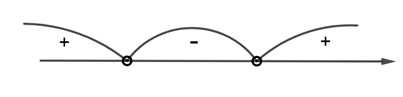 + - +